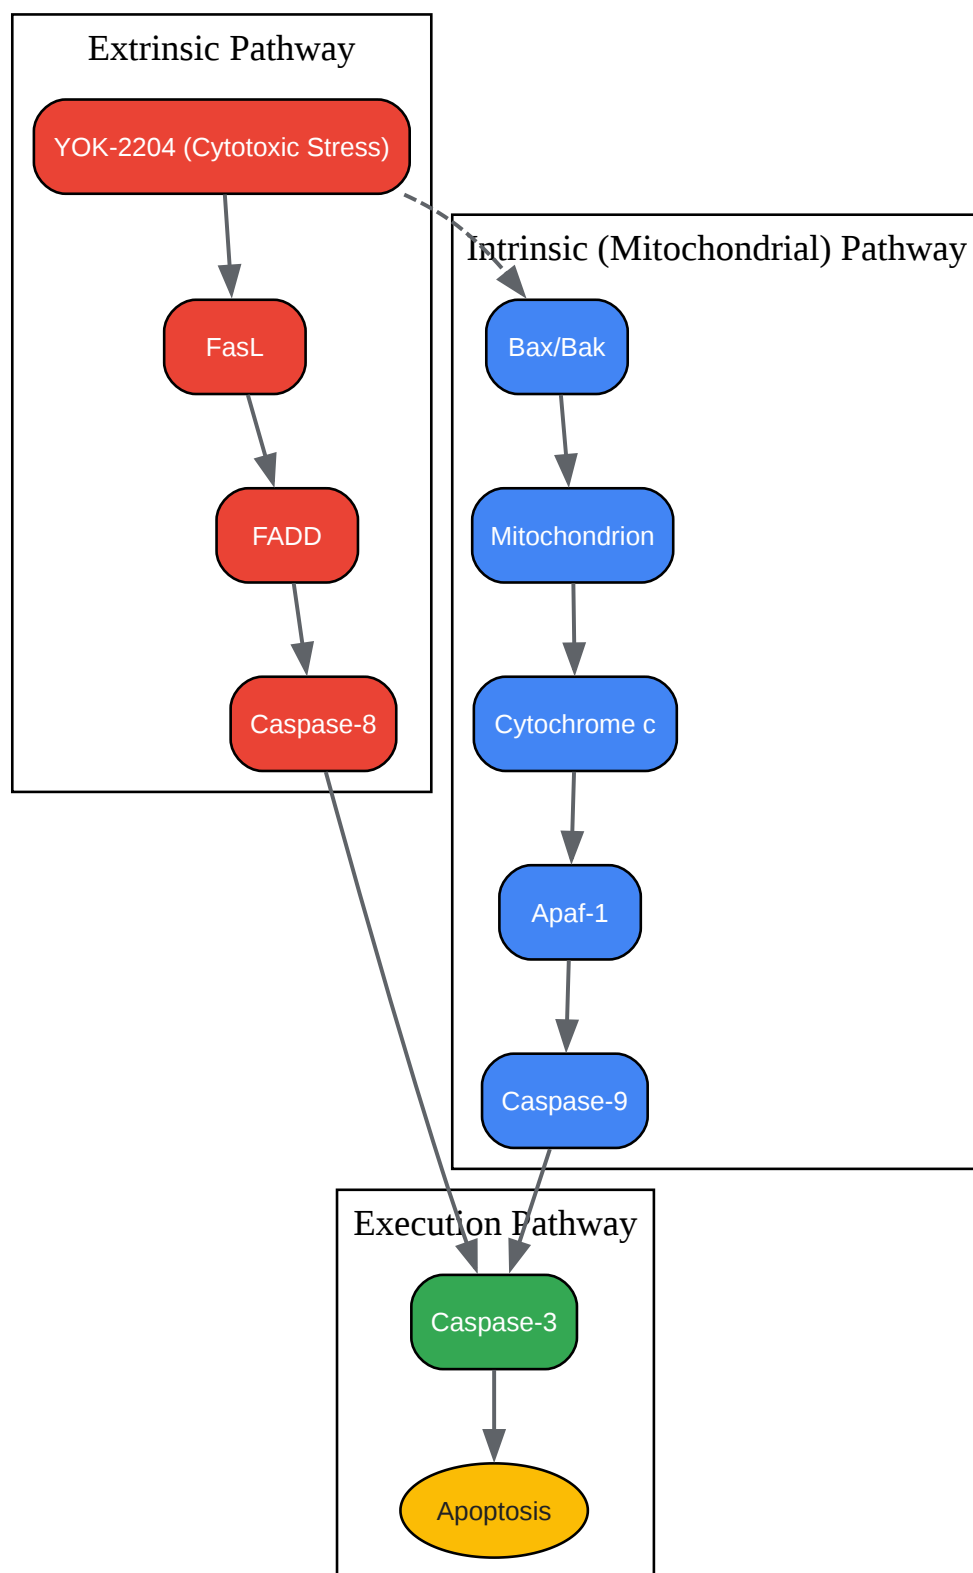 Extrinsic Pathway
YOK-2204 (Cytotoxic Stress)
FasL
FADD
Caspase-8
Intrinsic (Mitochondrial) Pathway
Bax/Bak
Mitochondrion
Cytochrome c
Apaf-1
Caspase-9
Execution Pathway
Caspase-3
Apoptosis